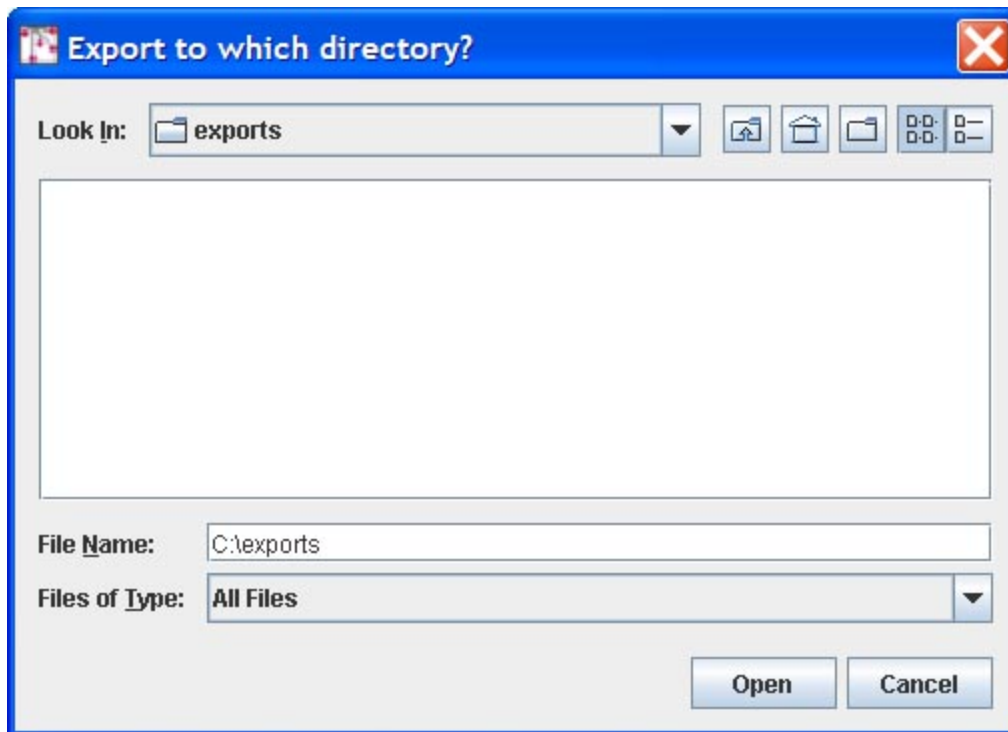 Export to which directory?
Look In: exports
File Name: C:\exports
Files of Type: All Files
Open Cancel